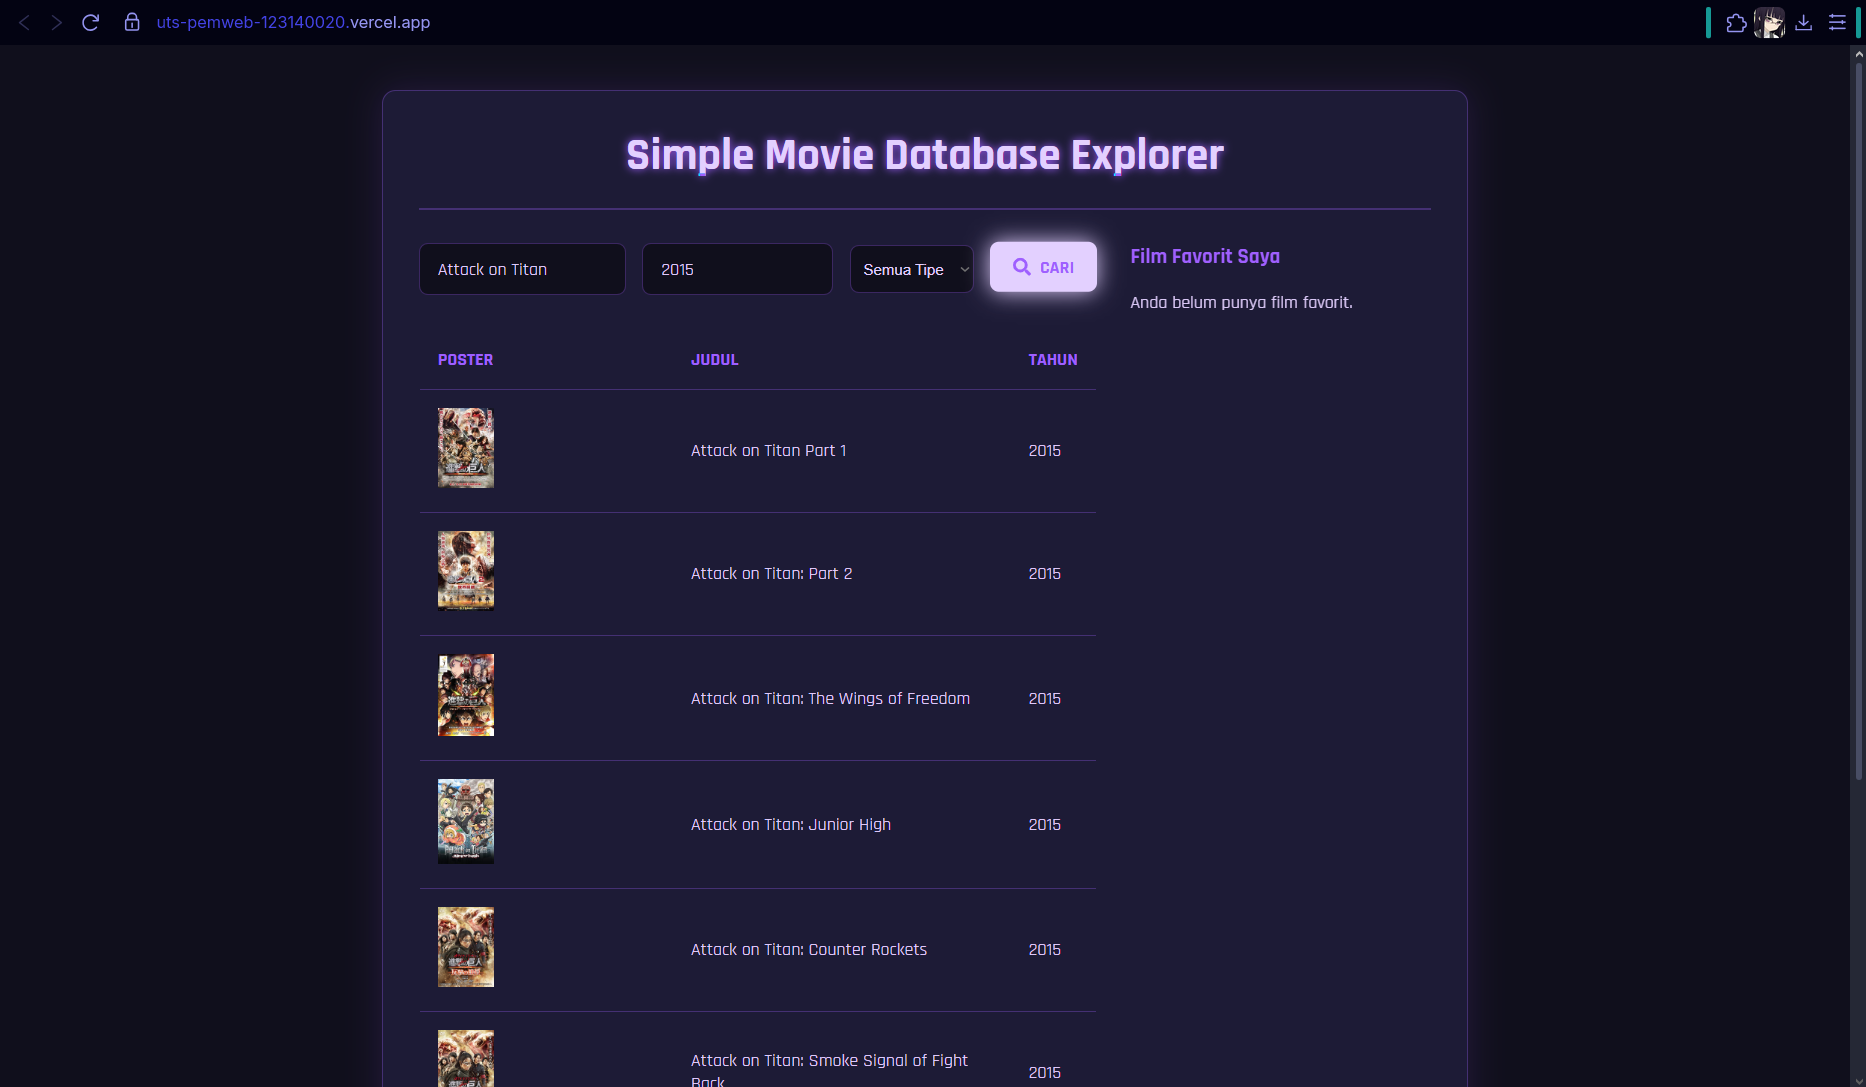 uts-pemweb-123140020.vercel.app
Simple Movie Database Explorer
Attack on Titan
2015
Semua Tipe
CARI
Film Favorit Saya
Anda belum punya film favorit.
POSTER JUDUL TAHUN
Attack on Titan Part 1 2015
Attack on Titan: Part 2 2015
Attack on Titan: The Wings of Freedom 2015
Attack on Titan: Junior High 2015
Attack on Titan: Counter Rockets 2015
Attack on Titan: Smoke Signal of Fight
Back
2015